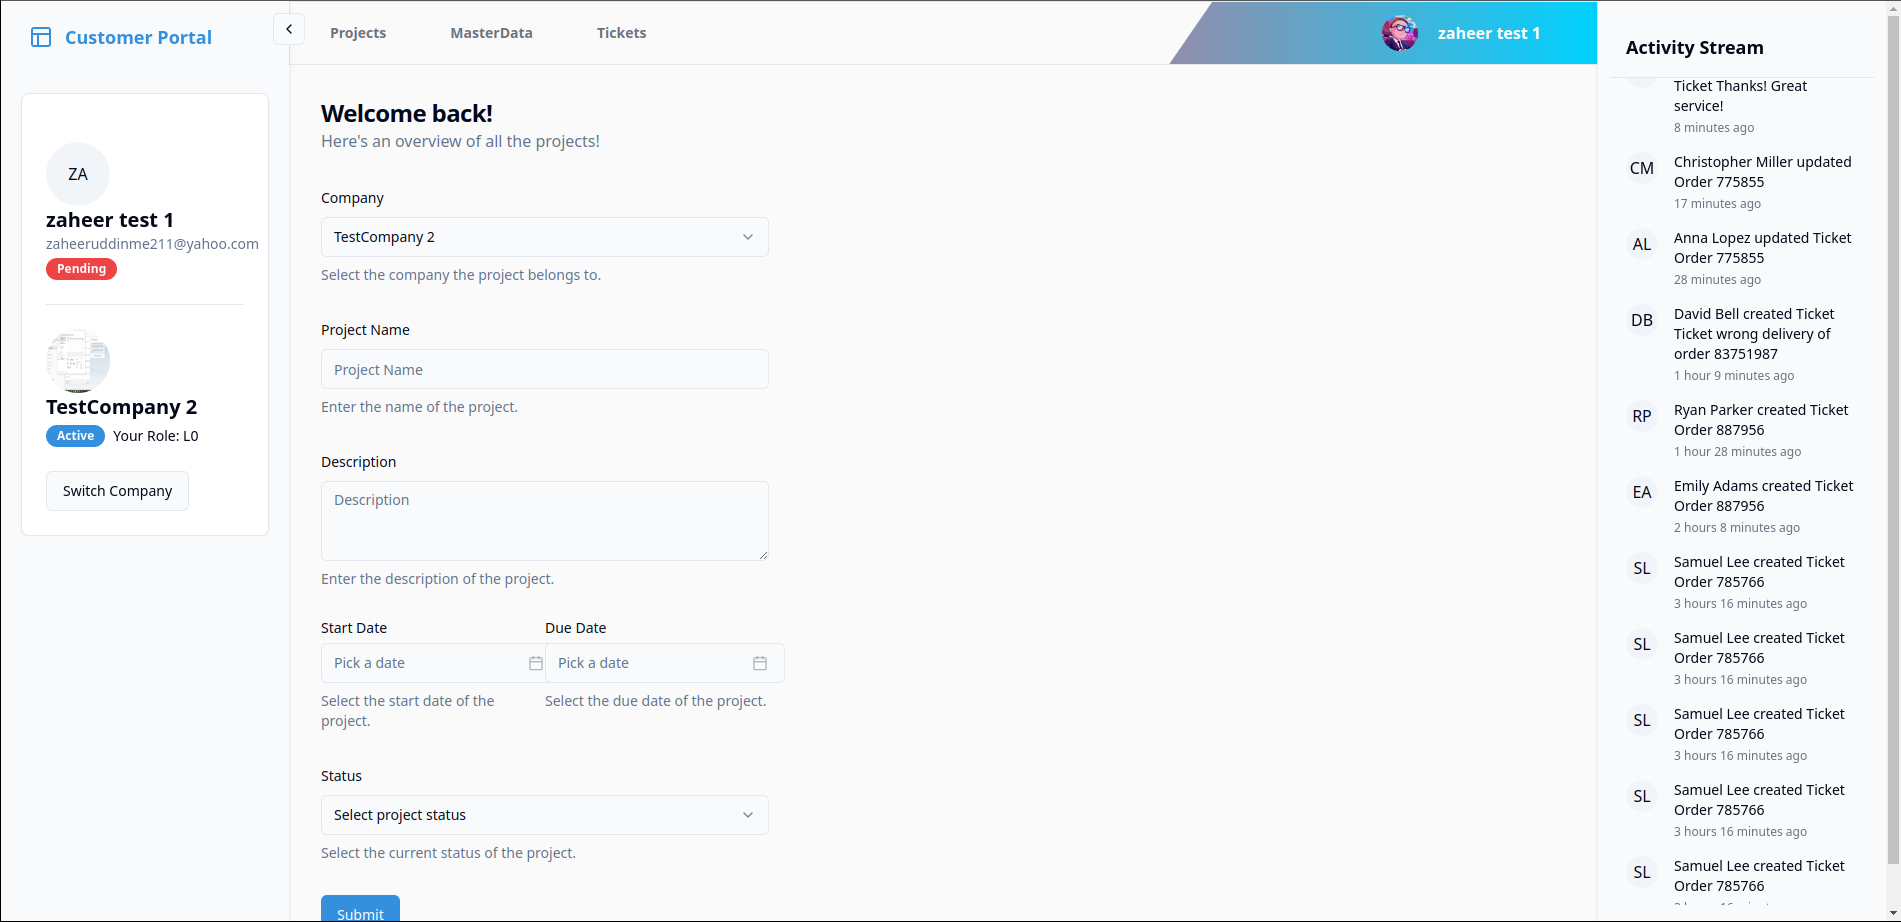 Customer Portal
ZA
zaheer test 1
zaheeruddinme211@yahoo.com
Pending
TestCompany 2
Active Your Role: L0
Switch Company
Projects MasterData Tickets
zaheer test 1
Welcome back!
Here's an overview of all the projects!
Company
TestCompany 2
Select the company the project belongs to.
Project Name
Project Name
Enter the name of the project.
Description
Description
Enter the description of the project.
Start Date Due Date
Pick a date Pick a date
Select the start date of the
project.
Select the due date of the project.
Status
Select project status
Select the current status of the project.
Submit
Activity Stream
Ticket Thanks! Great
service!
8 minutes ago
CM
Christopher Miller updated
Order 775855
17 minutes ago
AL
Anna Lopez updated Ticket
Order 775855
28 minutes ago
DB
David Bell created Ticket
Ticket wrong delivery of
order 83751987
1 hour 9 minutes ago
RP
Ryan Parker created Ticket
Order 887956
1 hour 28 minutes ago
EA
Emily Adams created Ticket
Order 887956
2 hours 8 minutes ago
SL
Samuel Lee created Ticket
Order 785766
3 hours 16 minutes ago
SL
Samuel Lee created Ticket
Order 785766
3 hours 16 minutes ago
SL
Samuel Lee created Ticket
Order 785766
3 hours 16 minutes ago
SL
Samuel Lee created Ticket
Order 785766
3 hours 16 minutes ago
SL
Samuel Lee created Ticket
Order 785766